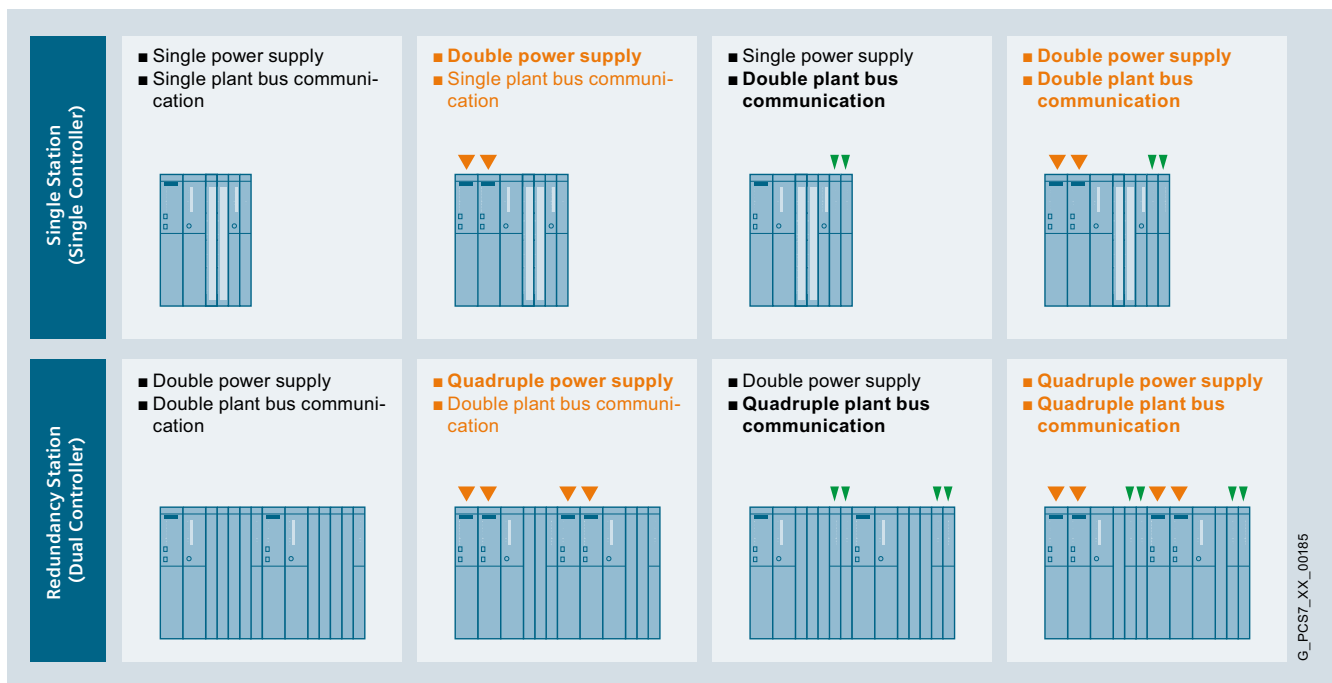 Single Station
(Single Controller)
■ Single power supply
■ Single plant bus communi-
cation
■ Double power supply
■ Single plant bus communi-
cation
■ Single power supply
■ Double plant bus
communication
■ Double power supply
■ Double plant bus
communication
Redundancy Station
(Dual Controller)
■ Double power supply
■ Double plant bus communi-
cation
■ Quadruple power supply
■ Double plant bus communi-
cation
■ Double power supply
■ Quadruple plant bus
communication
■ Quadruple power supply
■ Quadruple plant bus
communication
G_PCS7_XX_00185